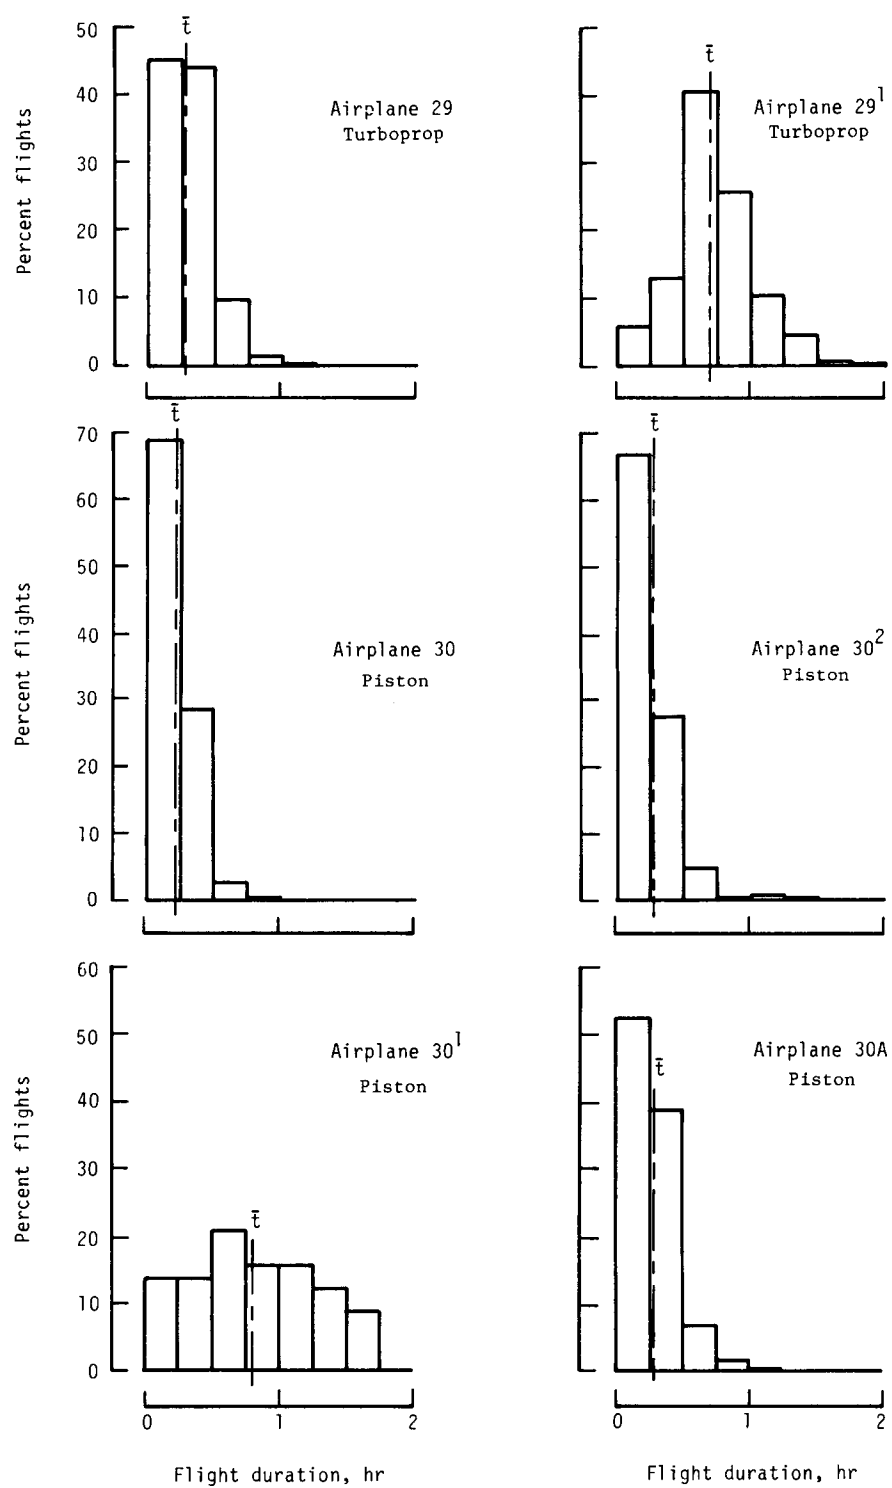 t̄
t̄
50
40
30
20
10
0
Percent flights
Airplane 29
Turboprop
Airplane 29¹
Turboprop
t̄
t̄
70
60
50
40
30
20
10
0
Percent flights
Airplane 30
Piston
Airplane 30²
Piston
60
50
40
30
20
10
0
Percent flights
Airplane 30¹
Piston
t̄
Airplane 30A
Piston
t̄
0 1 2
0 1 2
Flight duration, hr
Flight duration, hr